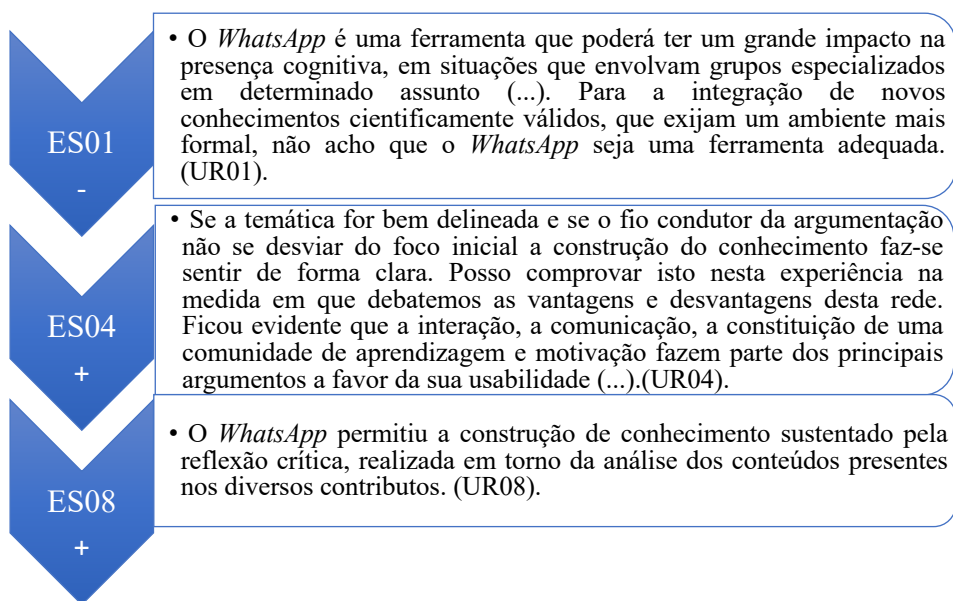 ES01
-
• O WhatsApp é uma ferramenta que poderá ter um grande impacto na
presença cognitiva, em situações que envolvam grupos especializados
em determinado assunto (...). Para a integração de novos
conhecimentos cientificamente válidos, que exijam um ambiente mais
formal, não acho que o WhatsApp seja uma ferramenta adequada.
(UR01).
ES04
+
• Se a temática for bem delineada e se o fio condutor da argumentação
não se desviar do foco inicial a construção do conhecimento faz-se
sentir de forma clara. Posso comprovar isto nesta experiência na
medida em que debatemos as vantagens e desvantagens desta rede.
Ficou evidente que a interação, a comunicação, a constituição de uma
comunidade de aprendizagem e motivação fazem parte dos principais
argumentos a favor da sua usabilidade (...).(UR04).
ES08
+
• O WhatsApp permitiu a construção de conhecimento sustentado pela
reflexão crítica, realizada em torno da análise dos conteúdos presentes
nos diversos contributos. (UR08).